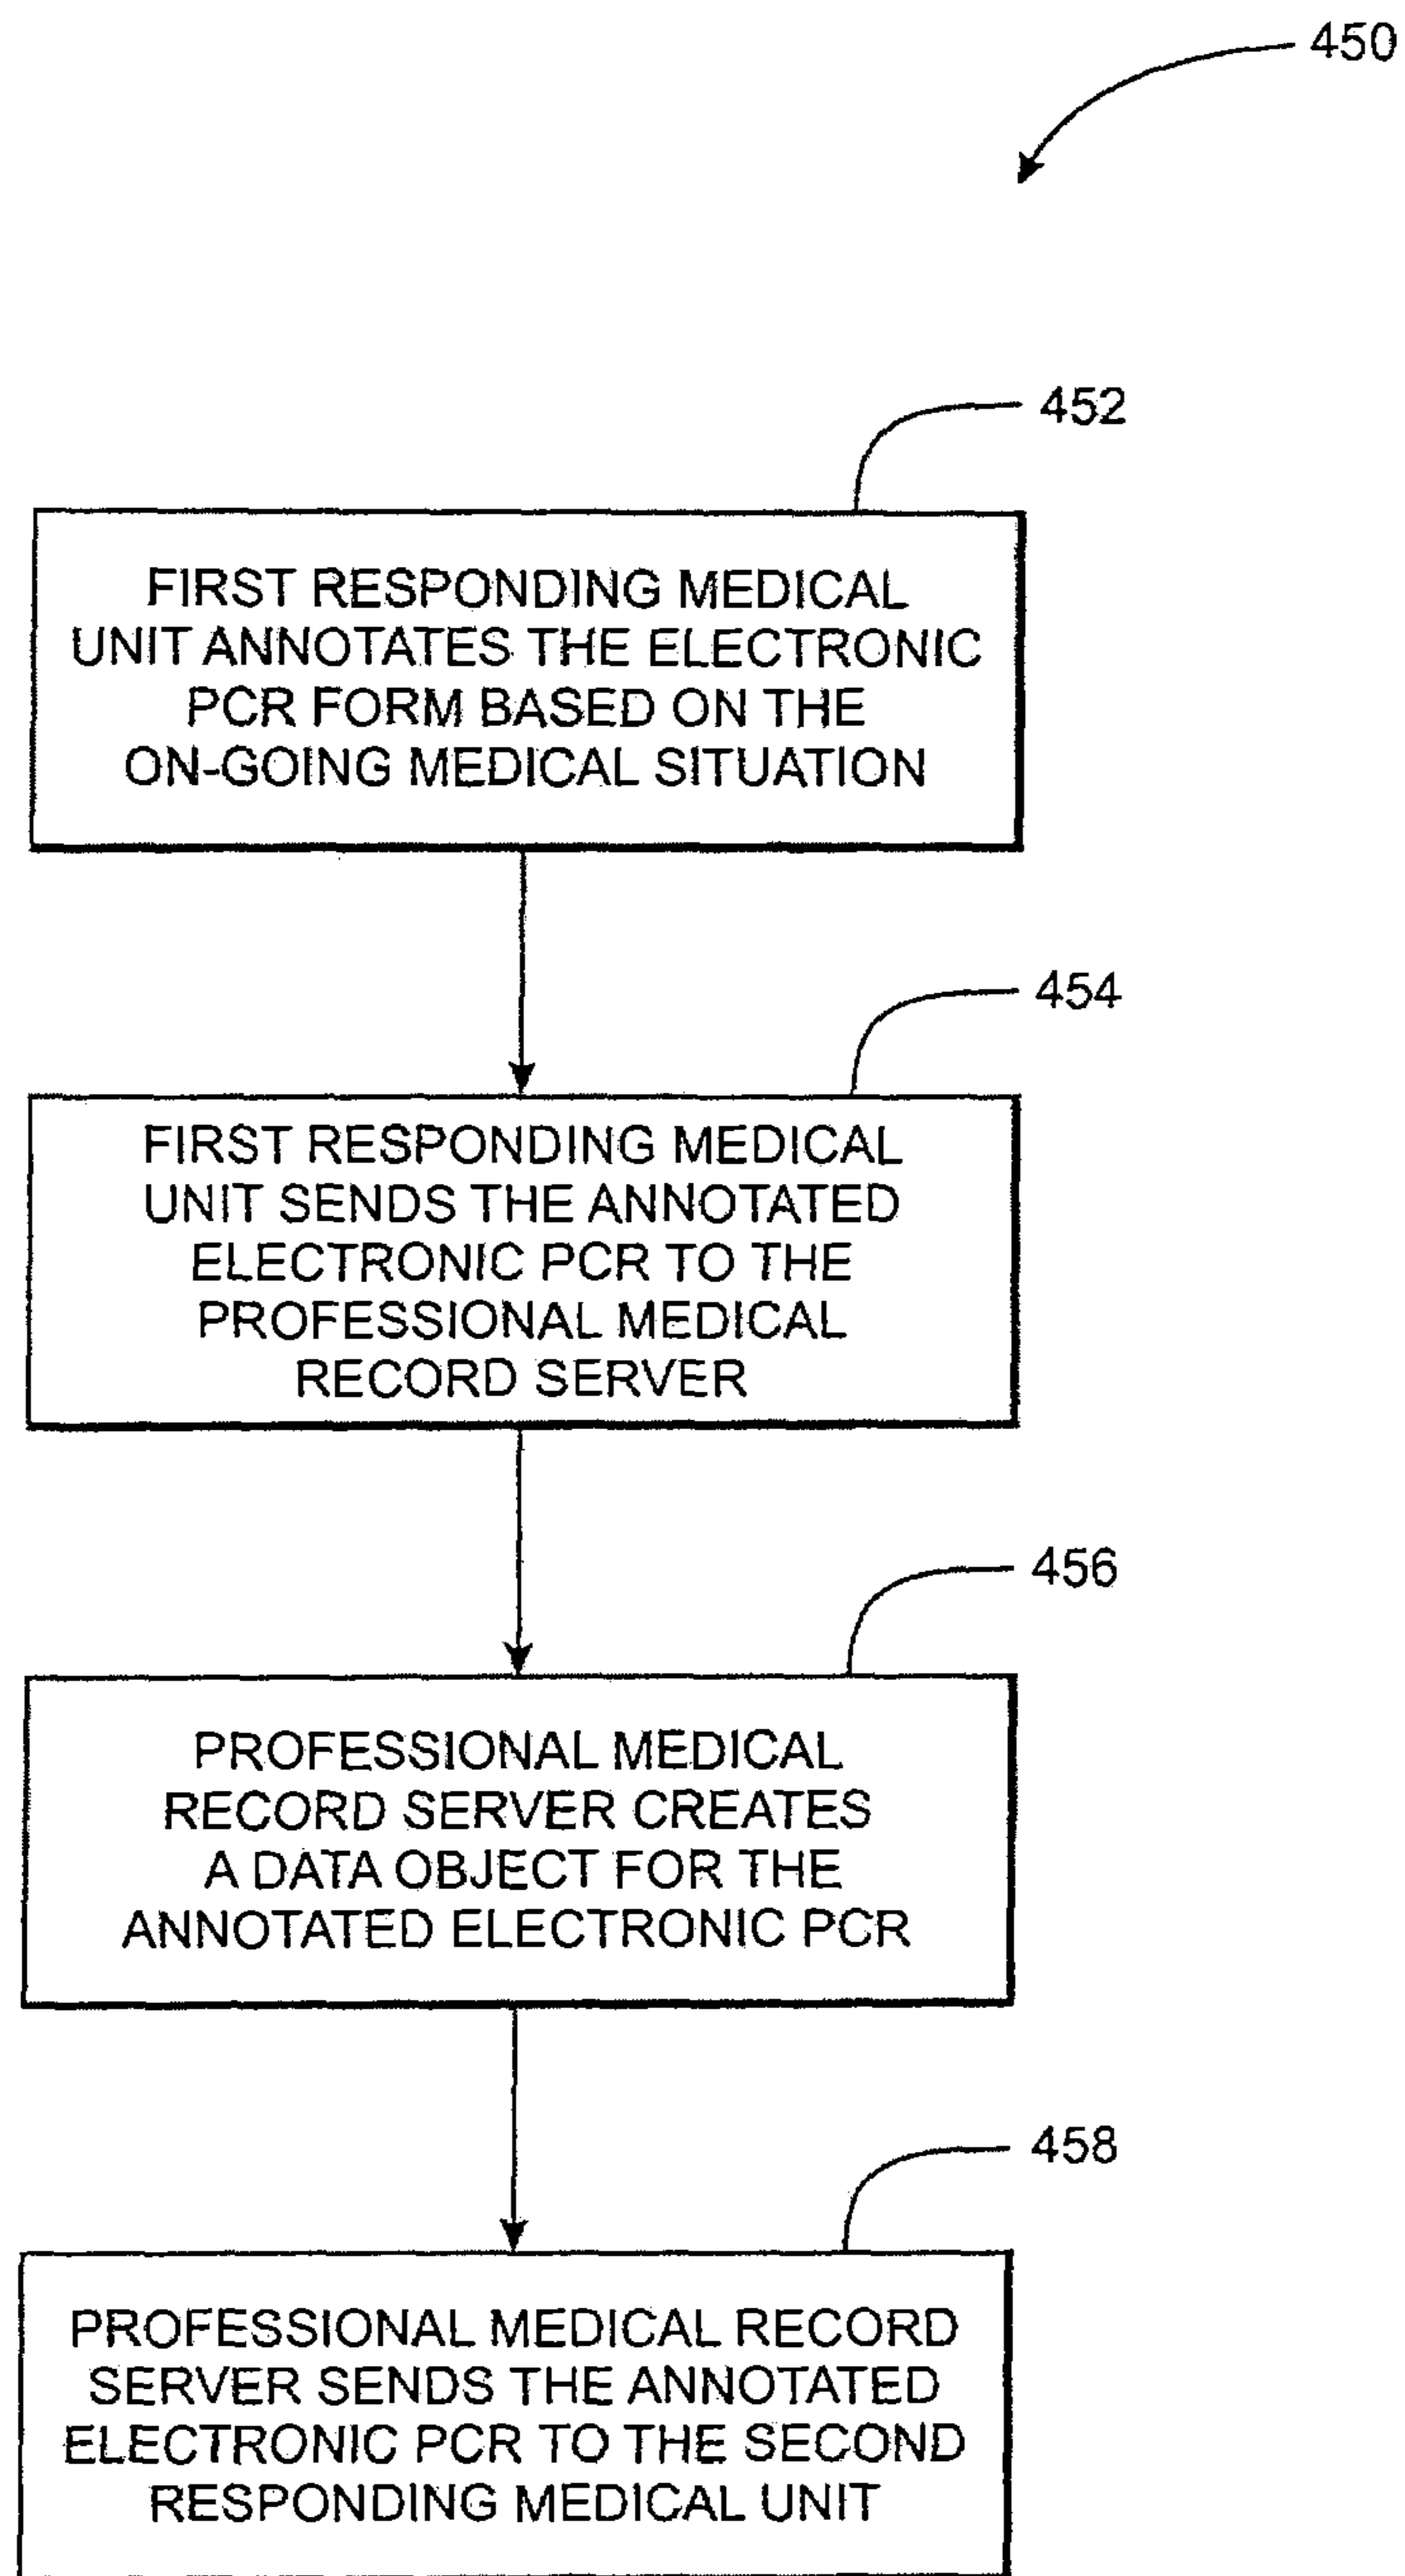 450
452
FIRST RESPONDING MEDICAL
UNIT ANNOTATES THE ELECTRONIC
PCR FORM BASED ON THE
ON-GOING MEDICAL SITUATION
454
FIRST RESPONDING MEDICAL
UNIT SENDS THE ANNOTATED
ELECTRONIC PCR TO THE
PROFESSIONAL MEDICAL
RECORD SERVER
456
PROFESSIONAL MEDICAL
RECORD SERVER CREATES
A DATA OBJECT FOR THE
ANNOTATED ELECTRONIC PCR
458
PROFESSIONAL MEDICAL RECORD
SERVER SENDS THE ANNOTATED
ELECTRONIC PCR TO THE SECOND
RESPONDING MEDICAL UNIT